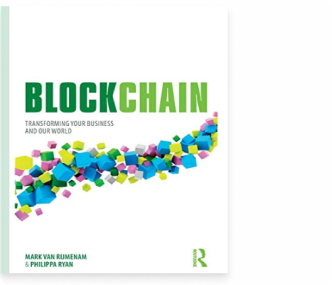 BLOCKCHAIN
TRANSFORMING YOUR BUSINESS
AND OUR WORLD
MARK VAN RIJMENAM
& PHILIPPA RYAN
R